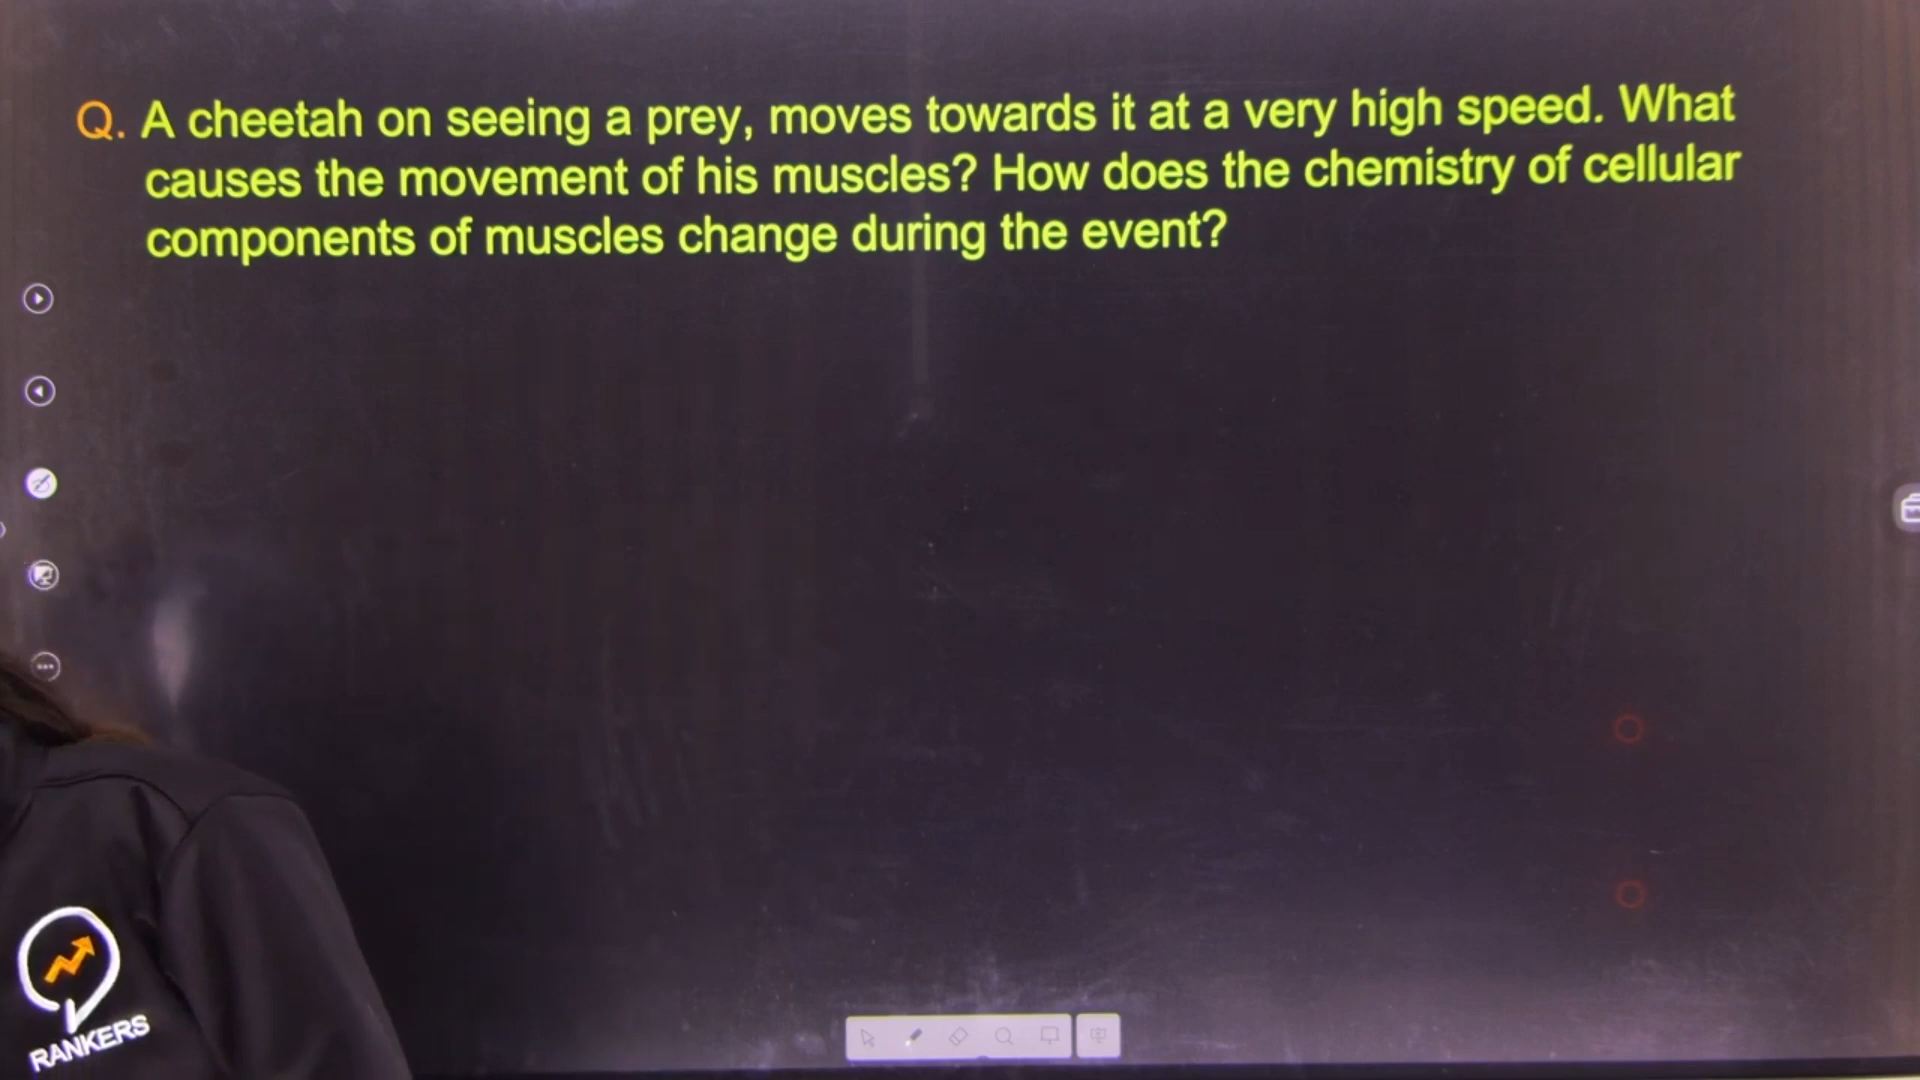 Q. A cheetah on seeing a prey, moves towards it at a very high speed. What
causes the movement of his muscles? How does the chemistry of cellular
components of muscles change during the event?
RANKERS